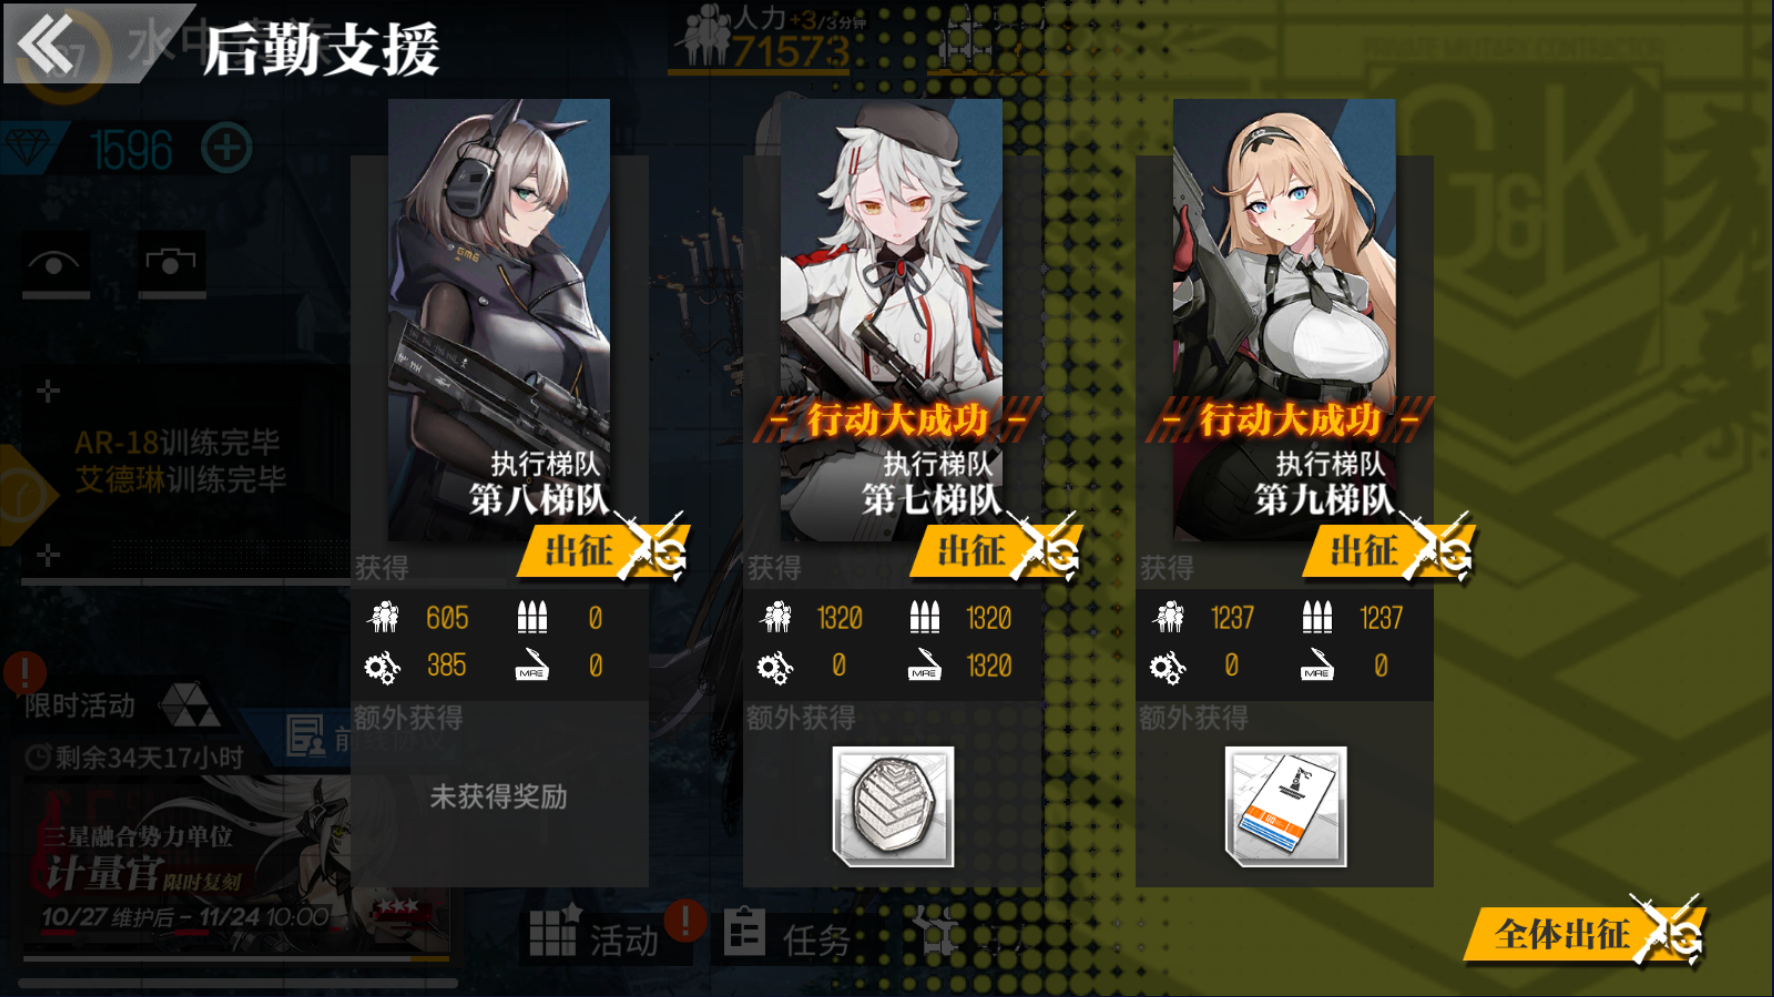 后勤支援
人力+3/3分钟
71573
1596
AR-18训练完毕
艾德琳训练完毕
限时活动
剩余34天17小时
三星融合势力单位
计量官 限时复刻
10/27 维护后 - 11/24 10:00
执行梯队
第八梯队
出征
获得
605
0
385
MRE
0
额外获得
未获得奖励
- 行动大成功 -
执行梯队
第七梯队
出征
获得
1320
1320
0
MRE
1320
额外获得
- 行动大成功 -
执行梯队
第九梯队
出征
获得
1237
1237
0
MRE
0
额外获得
G&K
活动
任务
全体出征